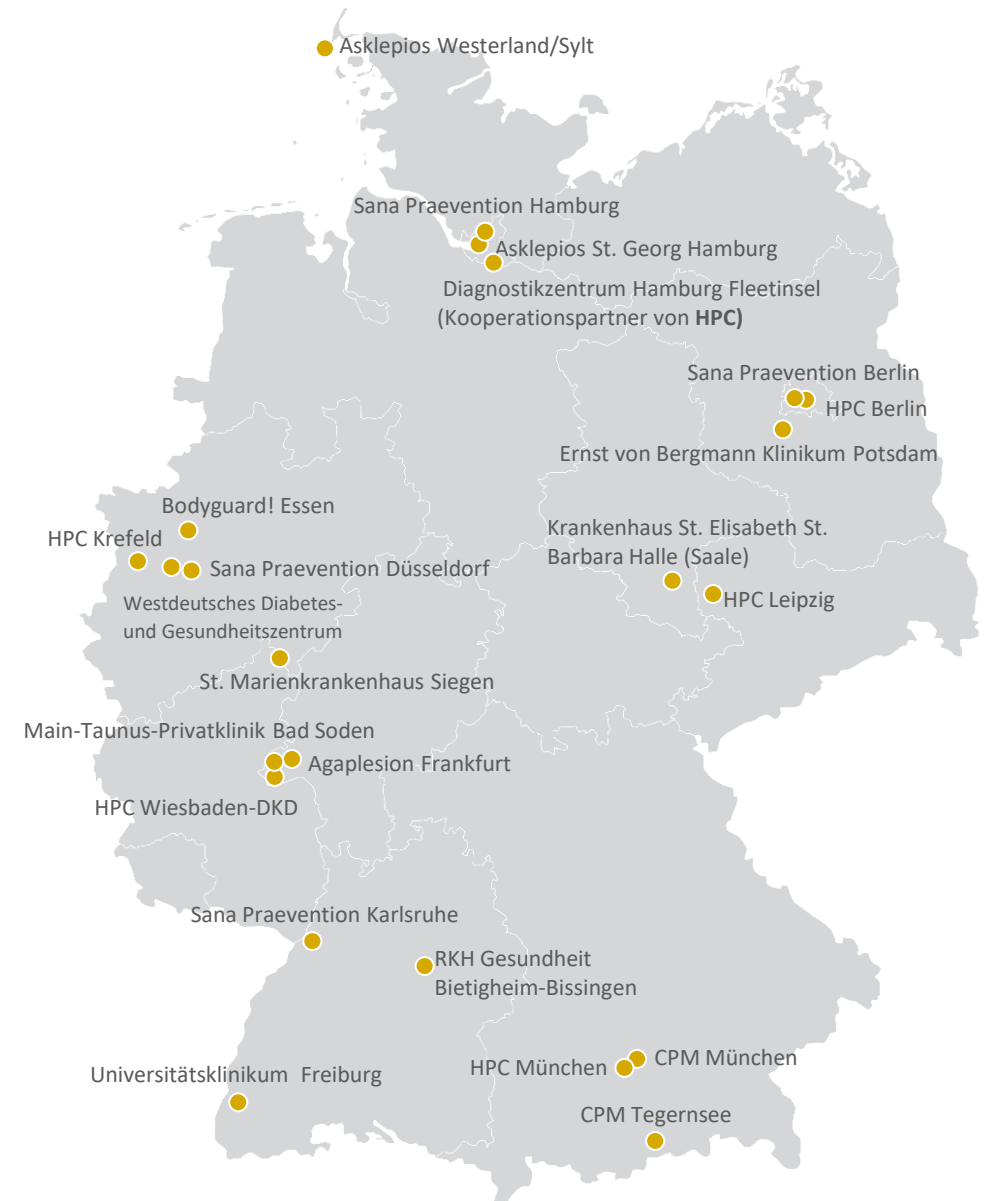 Asklepios Westerland/Sylt
Sana Praevention Hamburg
Asklepios St. Georg Hamburg
Diagnostikzentrum Hamburg Fleetinsel
(Kooperationspartner von HPC)
Sana Praevention Berlin
HPC Berlin
Ernst von Bergmann Klinikum Potsdam
Bodyguard! Essen
HPC Krefeld
Sana Praevention Düsseldorf
Westdeutsches Diabetes-
und Gesundheitszentrum
Krankenhaus St. Elisabeth St.
Barbara Halle (Saale)
HPC Leipzig
St. Marienkrankenhaus Siegen
Main-Taunus-Privatklinik Bad Soden
Agaplesion Frankfurt
HPC Wiesbaden-DKD
Sana Praevention Karlsruhe
RKH Gesundheit
Bietigheim-Bissingen
CPM München
HPC München
Universitätsklinikum Freiburg
CPM Tegernsee